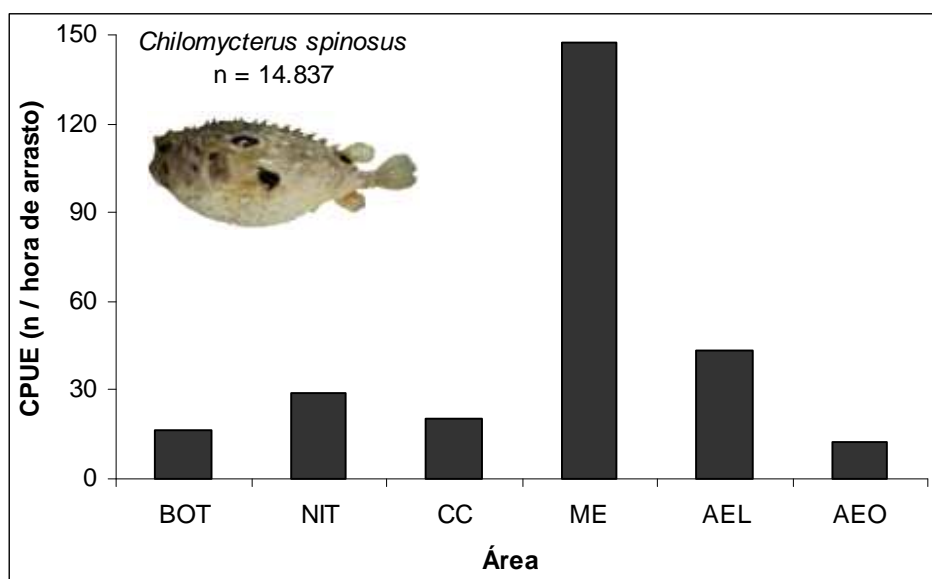 Chilomycterus spinosus
n = 14.837
CPUE (n / hora de arrasto)
150
120
90
60
30
0
BOT NIT CC ME AEL AEO
Área